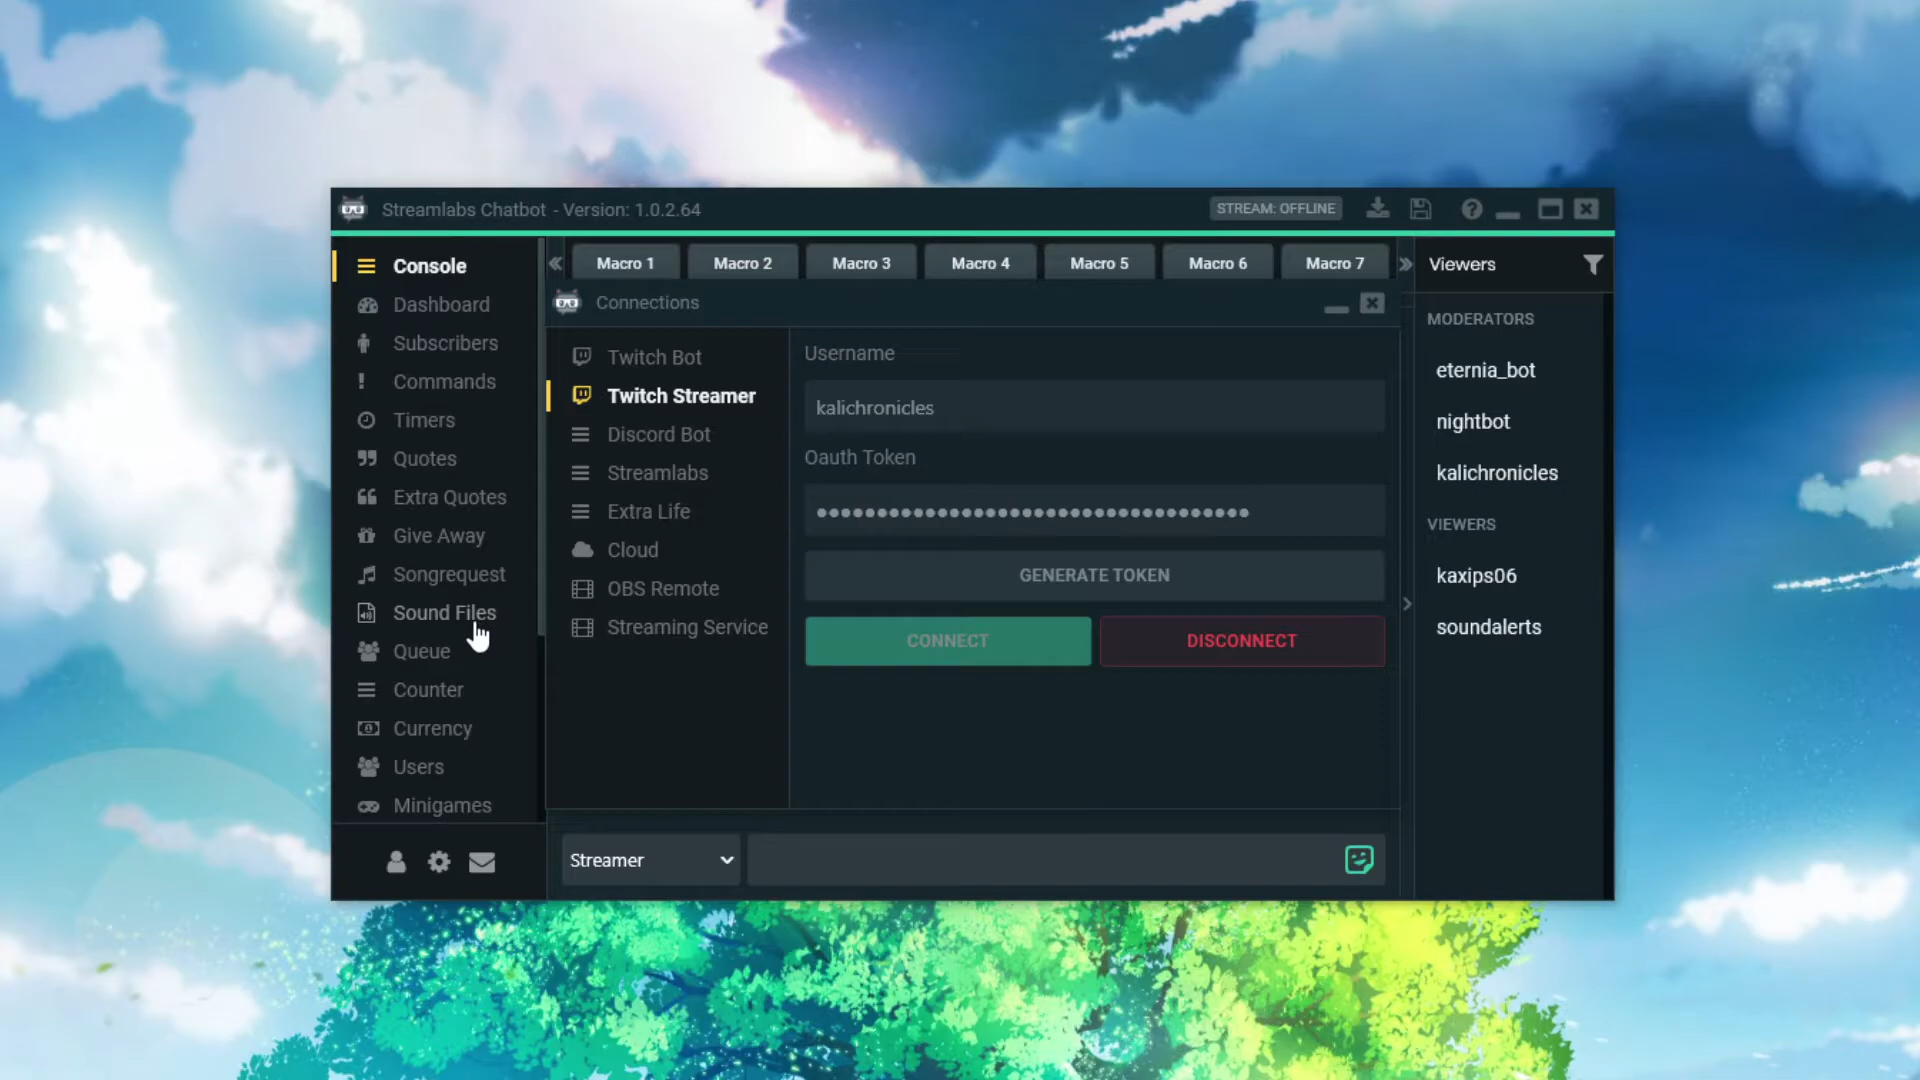 Streamlabs Chatbot - Version: 1.0.2.64
STREAM: OFFLINE
Console
Dashboard
Subscribers
Commands
Timers
Quotes
Extra Quotes
Give Away
Songrequest
Sound Files
Queue
Counter
Currency
Users
Minigames
Macro 1
Macro 2
Macro 3
Macro 4
Macro 5
Macro 6
Macro 7
Connections
Twitch Bot
Twitch Streamer
Discord Bot
Streamlabs
Extra Life
Cloud
OBS Remote
Streaming Service
Username
kalichronicles
Oauth Token
GENERATE TOKEN
CONNECT
DISCONNECT
Streamer
Viewers
MODERATORS
eternia_bot
nightbot
kalichronicles
VIEWERS
kaxips06
soundalerts